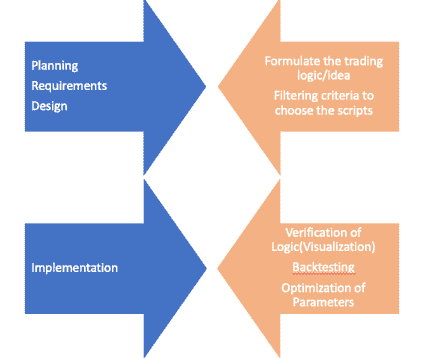 Planning
Requirements
Design
Formulate the trading
logic/idea
Filtering criteria to
choose the scripts
Implementation
Verification of
Logic(Visualization)
Backtesting
Optimization of
Parameters